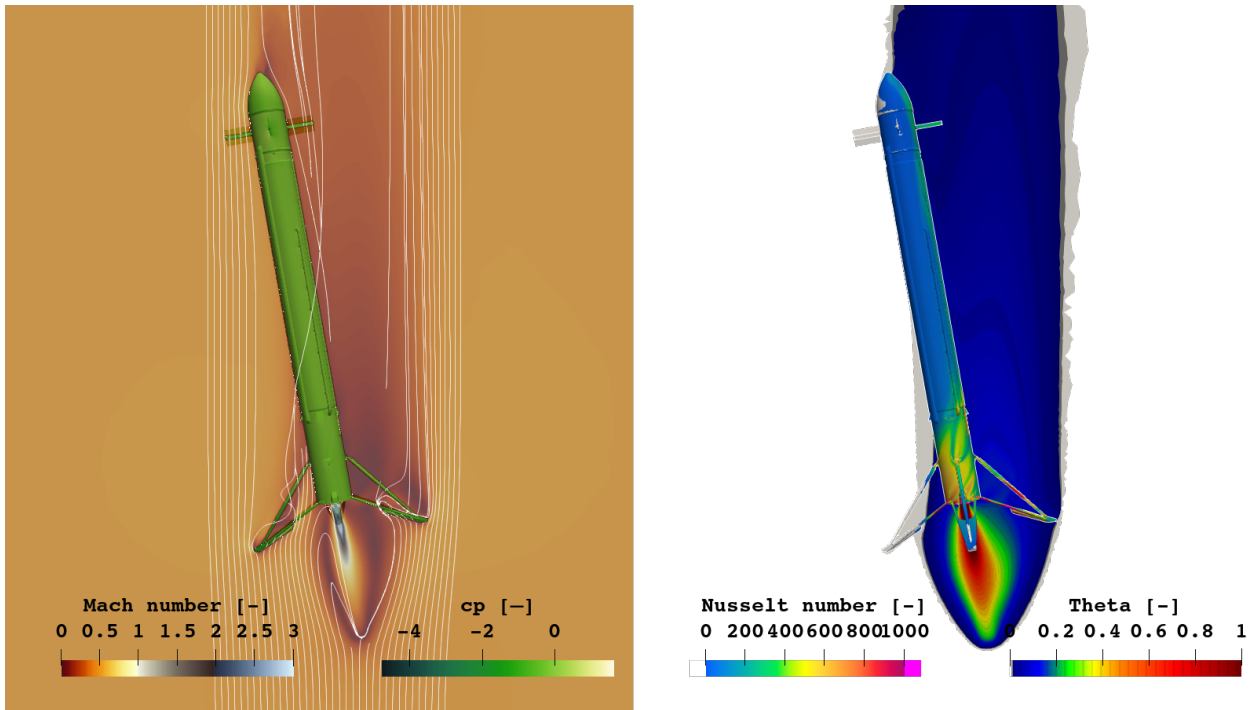 Mach number [-]
0 0.5 1 1.5 2 2.5 3
cp [—]
−4 −2 0
Nusselt number [-]
0 200 400 600 800 1000
Theta [-]
0 0.2 0.4 0.6 0.8 1